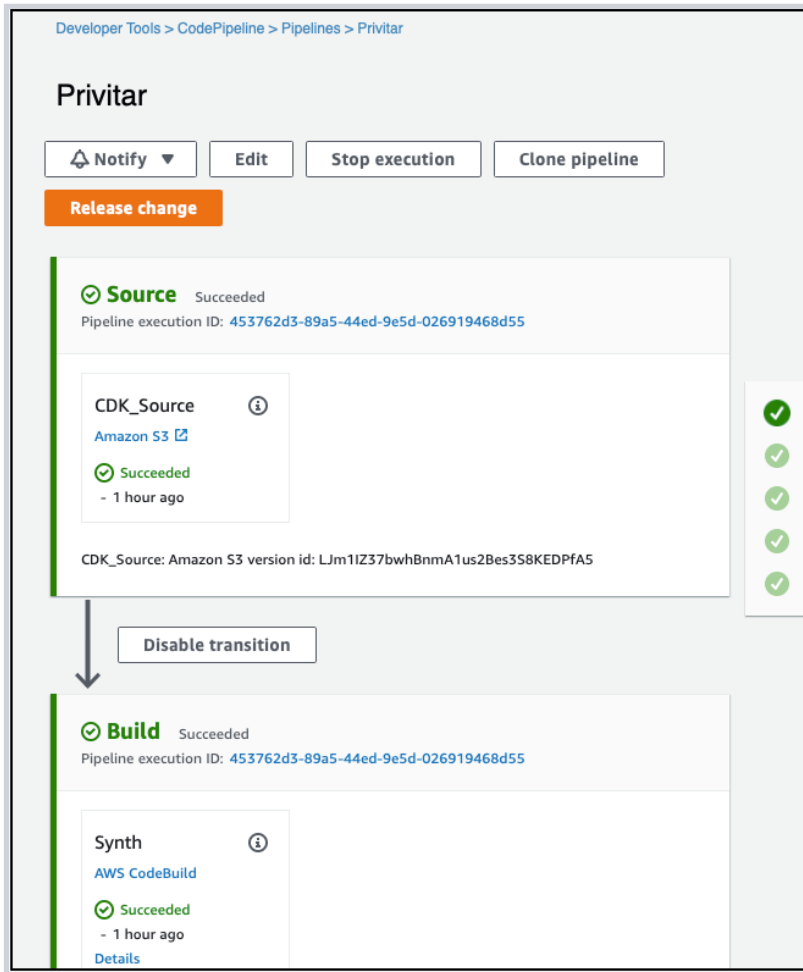 Developer Tools > CodePipeline > Pipelines > Privitar
Privitar
Notify ▼ Edit Stop execution Clone pipeline
Release change
Source Succeeded
Pipeline execution ID: 453762d3-89a5-44ed-9e5d-026919468d55
CDK_Source
Amazon S3
Succeeded
- 1 hour ago
CDK_Source: Amazon S3 version id: LJm1IZ37bwhBnmA1us2Bes3S8KEDPfA5
Disable transition
Build Succeeded
Pipeline execution ID: 453762d3-89a5-44ed-9e5d-026919468d55
Synth
AWS CodeBuild
Succeeded
- 1 hour ago
Details